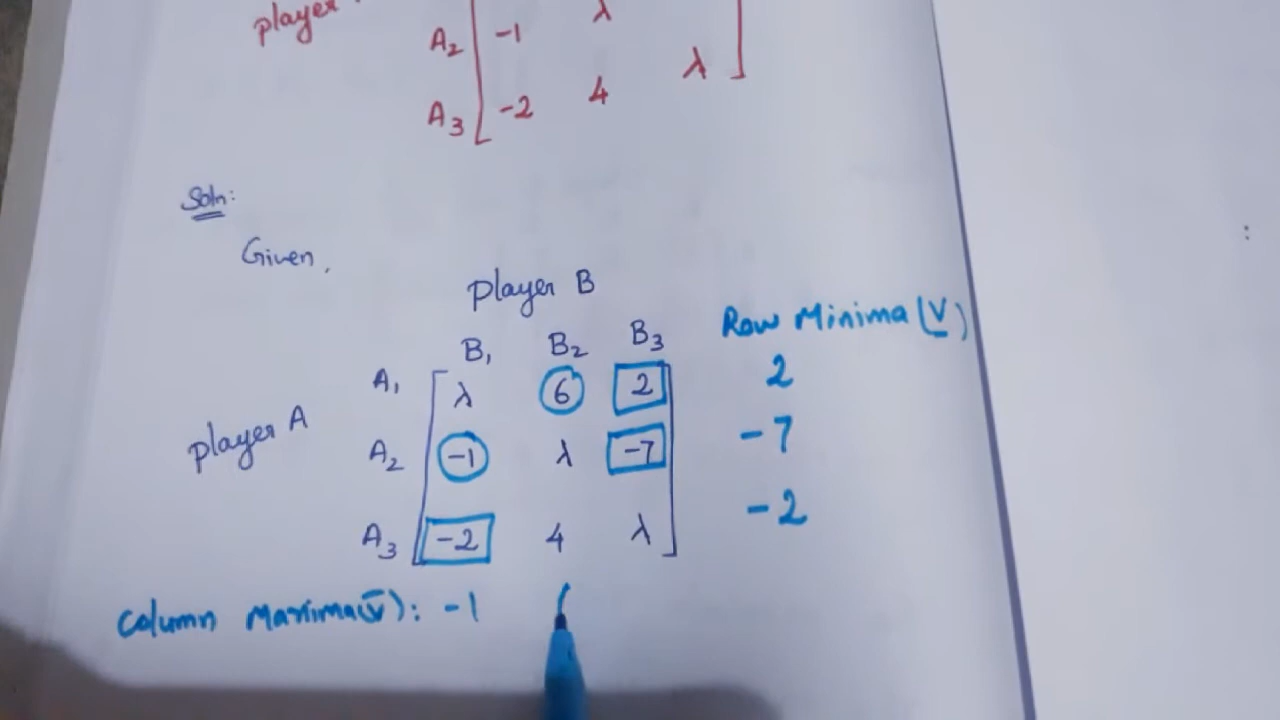 player
λ
A₂ -1
λ
A₃ -2 4
Soln:
Given,
player B
B₁ B₂ B₃ Row Minima (V)
A₁ λ 6 2 2
player A A₂ -1 λ -7 -7
A₃ -2 4 λ -2
Column Maxima(V̄): -1
: